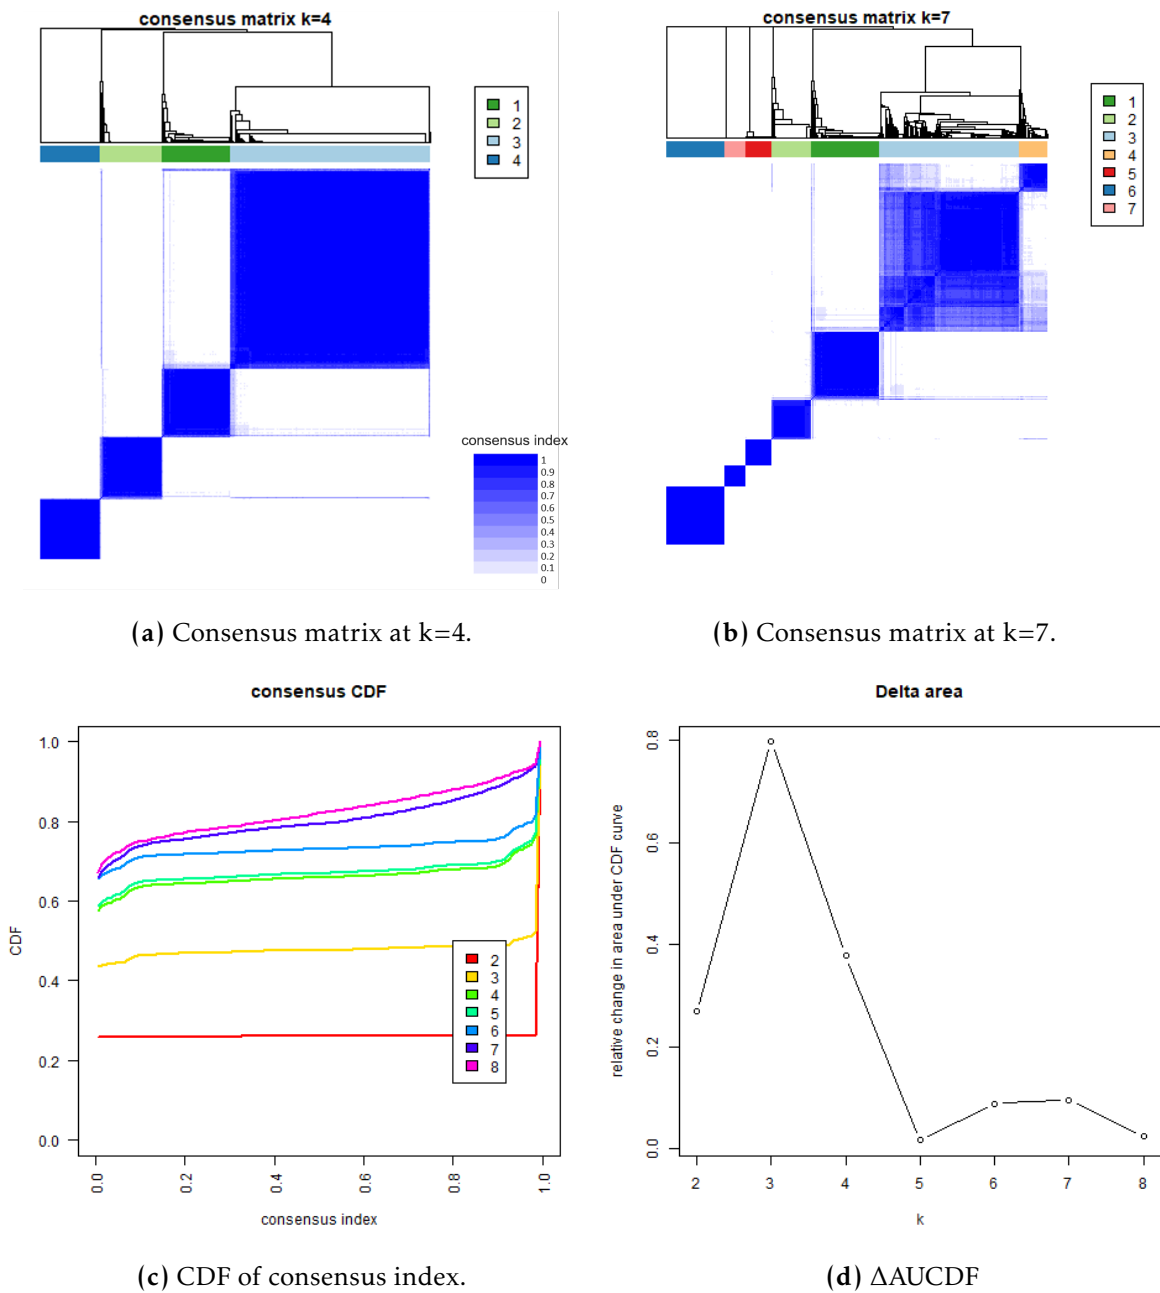 consensus matrix k=4
1
2
3
4
consensus index
1
0.9
0.8
0.7
0.6
0.5
0.4
0.3
0.2
0.1
0
(a) Consensus matrix at k=4.
consensus matrix k=7
1
2
3
4
5
6
7
(b) Consensus matrix at k=7.
consensus CDF
CDF
1.0
0.8
0.6
0.4
0.2
0.0
2
3
4
5
6
7
8
0.0 0.2 0.4 0.6 0.8 1.0
consensus index
(c) CDF of consensus index.
Delta area
relative change in area under CDF curve
0.8
0.6
0.4
0.2
0.0
2 3 4 5 6 7 8
k
(d) ΔAUCDF